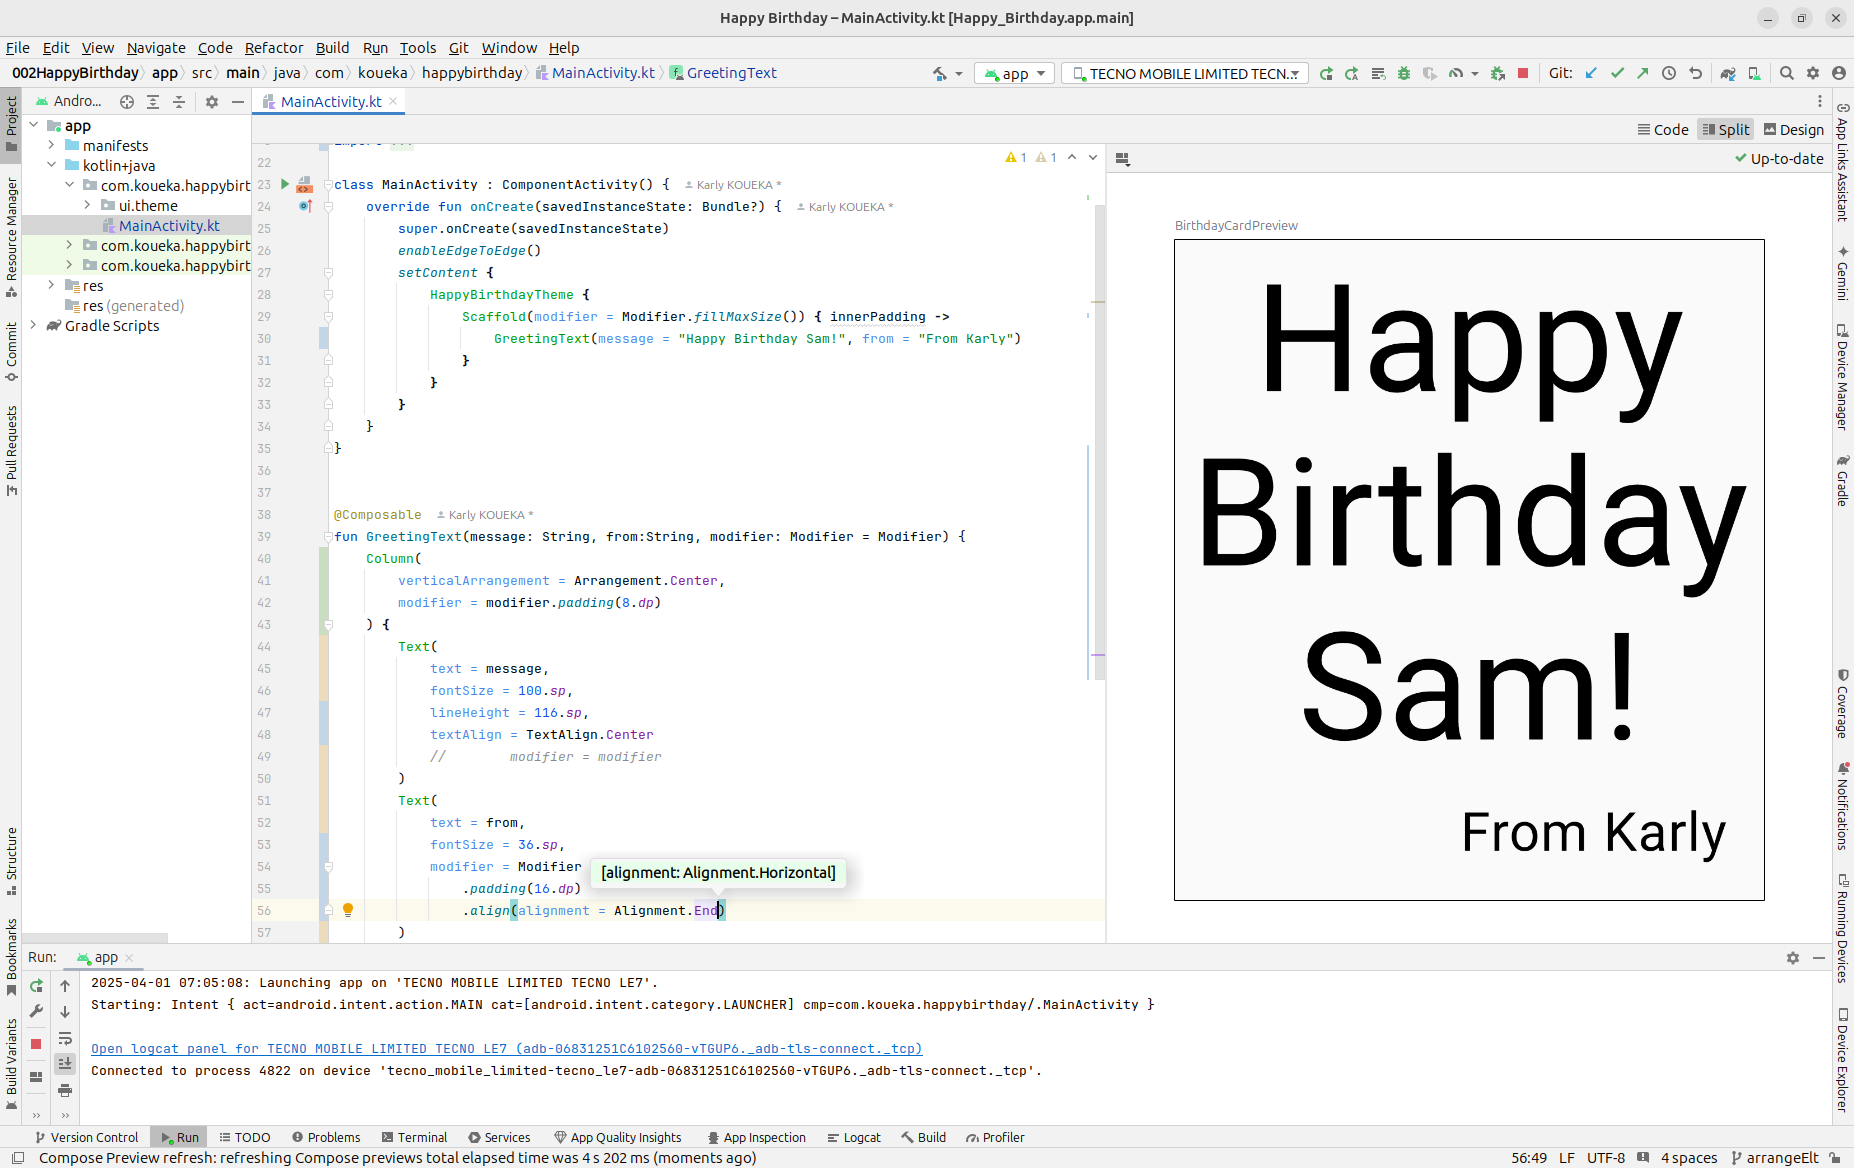 Happy Birthday – MainActivity.kt [Happy_Birthday.app.main]
File Edit View Navigate Code Refactor Build Run Tools Git Window Help
002HappyBirthday app src main java com koueka happybirthday MainActivity.kt GreetingText
app TECNO MOBILE LIMITED TECN... Git:
Project
Resource Manager
Commit
Pull Requests
Structure
Bookmarks
Build Variants
Andro...
app
manifests
kotlin+java
com.koueka.happybirt
ui.theme
MainActivity.kt
com.koueka.happybirt
com.koueka.happybirt
res
res (generated)
Gradle Scripts
MainActivity.kt
Code Split Design
1 1
Up-to-date
22
23 class MainActivity : ComponentActivity() { Karly KOUEKA *
24 override fun onCreate(savedInstanceState: Bundle?) { Karly KOUEKA *
25 super.onCreate(savedInstanceState)
26 enableEdgeToEdge()
27 setContent {
28 HappyBirthdayTheme {
29 Scaffold(modifier = Modifier.fillMaxSize()) { innerPadding ->
30 GreetingText(message = "Happy Birthday Sam!", from = "From Karly")
31 }
32 }
33 }
34 }
35 }
36
37
38 @Composable Karly KOUEKA *
39 fun GreetingText(message: String, from:String, modifier: Modifier = Modifier) {
40 Column(
41 verticalArrangement = Arrangement.Center,
42 modifier = modifier.padding(8.dp)
43 ) {
44 Text(
45 text = message,
46 fontSize = 100.sp,
47 lineHeight = 116.sp,
48 textAlign = TextAlign.Center
49 // modifier = modifier
50 )
51 Text(
52 text = from,
53 fontSize = 36.sp,
54 modifier = Modifier
[alignment: Alignment.Horizontal]
55 .padding(16.dp)
56 .align(alignment = Alignment.End)
57 )
BirthdayCardPreview
Happy
Birthday
Sam!
From Karly
App Links Assistant
Gemini
Device Manager
Gradle
Coverage
Notifications
Running Devices
Device Explorer
Run: app
2025-04-01 07:05:08: Launching app on 'TECNO MOBILE LIMITED TECNO LE7'.
Starting: Intent { act=android.intent.action.MAIN cat=[android.intent.category.LAUNCHER] cmp=com.koueka.happybirthday/.MainActivity }
Open logcat panel for TECNO MOBILE LIMITED TECNO LE7 (adb-06831251C6102560-vTGUP6._adb-tls-connect._tcp)
Connected to process 4822 on device 'tecno_mobile_limited-tecno_le7-adb-06831251C6102560-vTGUP6._adb-tls-connect._tcp'.
Version Control Run TODO Problems Terminal Services App Quality Insights App Inspection Logcat Build Profiler
Compose Preview refresh: refreshing Compose previews total elapsed time was 4 s 202 ms (moments ago) 56:49 LF UTF-8 4 spaces arrangeElt